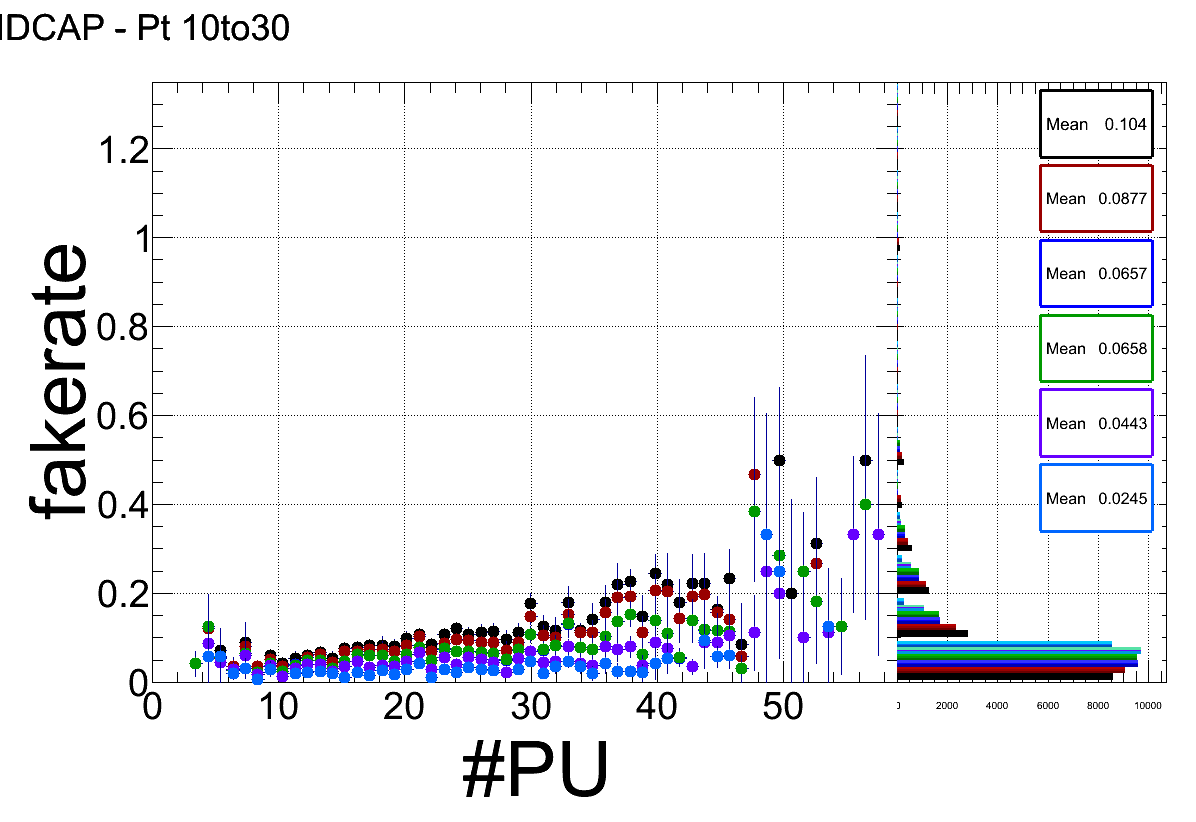 IDCAP - Pt 10to30
fakerate
1.2
1
0.8
0.6
0.4
0.2
0
0 10 20 30 40 50
#PU
2000 4000 6000 8000 10000
Mean 0.104
Mean 0.0877
Mean 0.0657
Mean 0.0658
Mean 0.0443
Mean 0.0245